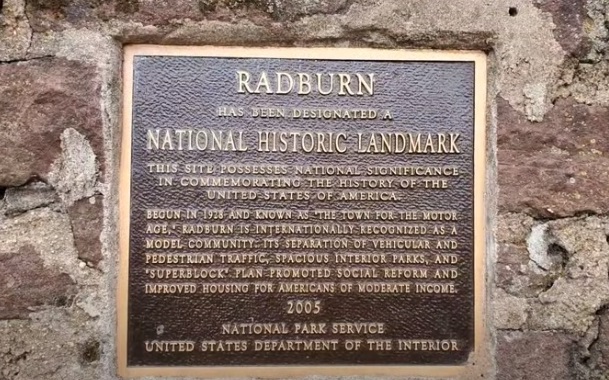 RADBURN
HAS BEEN DESIGNATED A
NATIONAL HISTORIC LANDMARK
THIS SITE POSSESSES NATIONAL SIGNIFICANCE
IN COMMEMORATING THE HISTORY OF THE
UNITED STATES OF AMERICA.
BEGUN IN 1928 AND KNOWN AS "THE TOWN FOR THE MOTOR
AGE," RADBURN IS INTERNATIONALLY RECOGNIZED AS A
MODEL COMMUNITY: ITS SEPARATION OF VEHICULAR AND
PEDESTRIAN TRAFFIC, SPACIOUS INTERIOR PARKS, AND
"SUPERBLOCK" PLAN PROMOTED SOCIAL REFORM AND
IMPROVED HOUSING FOR AMERICANS OF MODERATE INCOME.
2005
NATIONAL PARK SERVICE
UNITED STATES DEPARTMENT OF THE INTERIOR